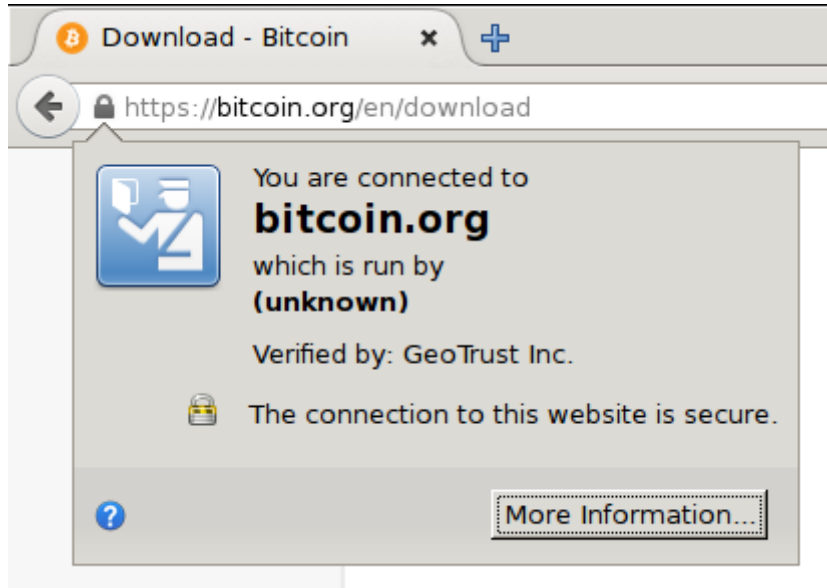 Download - Bitcoin
https://bitcoin.org/en/download
You are connected to
bitcoin.org
which is run by
(unknown)
Verified by: GeoTrust Inc.
The connection to this website is secure.
More Information...